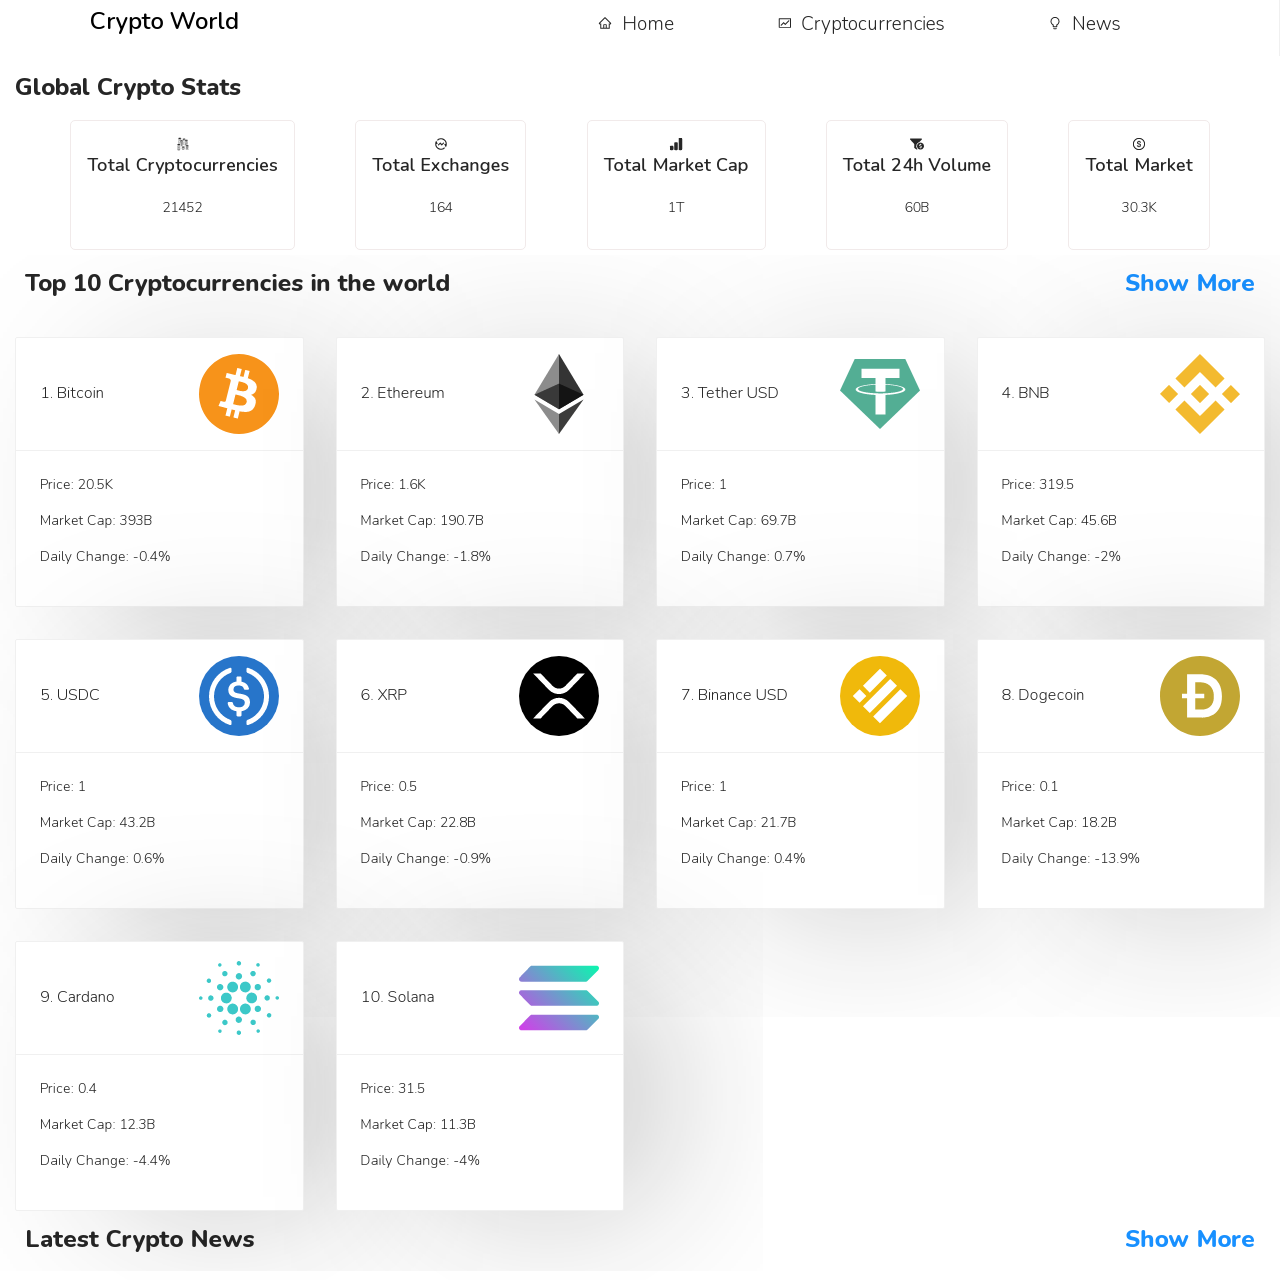 Crypto World
Home
Cryptocurrencies
News
Global Crypto Stats
Total Cryptocurrencies
21452
Total Exchanges
164
Total Market Cap
1T
Total 24h Volume
60B
Total Market
30.3K
Top 10 Cryptocurrencies in the world
Show More
1. Bitcoin
Price: 20.5K
Market Cap: 393B
Daily Change: -0.4%
2. Ethereum
Price: 1.6K
Market Cap: 190.7B
Daily Change: -1.8%
3. Tether USD
Price: 1
Market Cap: 69.7B
Daily Change: 0.7%
4. BNB
Price: 319.5
Market Cap: 45.6B
Daily Change: -2%
5. USDC
Price: 1
Market Cap: 43.2B
Daily Change: 0.6%
6. XRP
Price: 0.5
Market Cap: 22.8B
Daily Change: -0.9%
7. Binance USD
Price: 1
Market Cap: 21.7B
Daily Change: 0.4%
8. Dogecoin
Price: 0.1
Market Cap: 18.2B
Daily Change: -13.9%
9. Cardano
Price: 0.4
Market Cap: 12.3B
Daily Change: -4.4%
10. Solana
Price: 31.5
Market Cap: 11.3B
Daily Change: -4%
Latest Crypto News
Show More